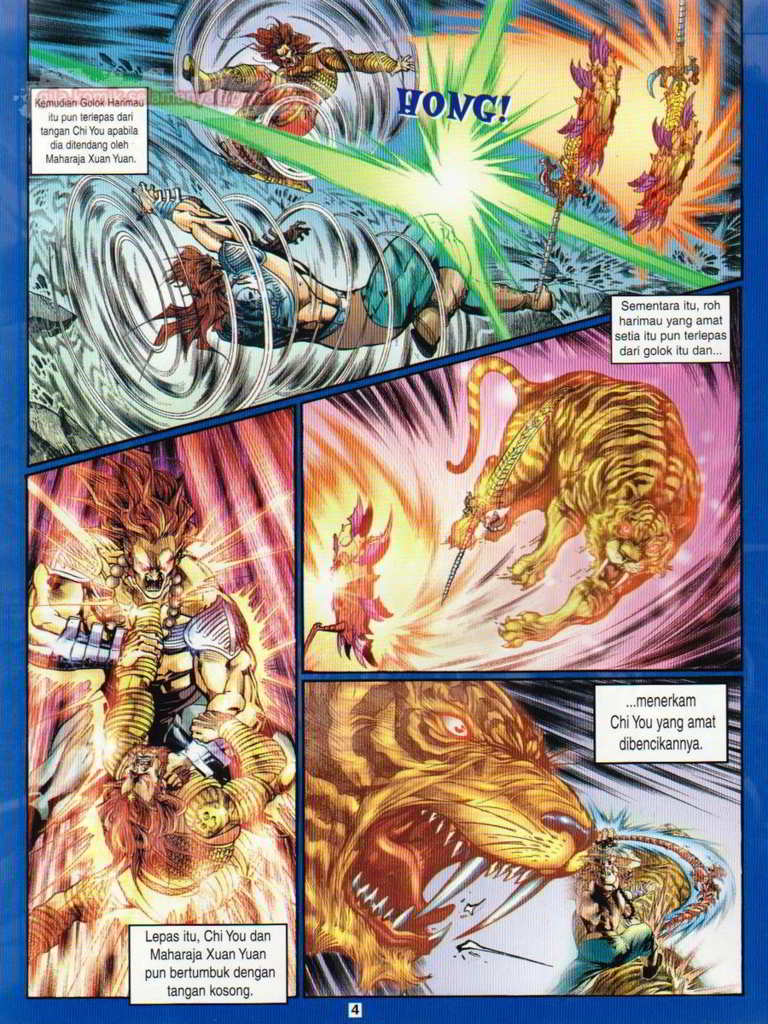 Kemudian Golok Harimau
itu pun terlepas dari
tangan Chi You apabila
dia ditendang oleh
Maharaja Xuan Yuan.
HONG!
Sementara itu, roh
harimau yang amat
setia itu pun terlepas
dari golok itu dan...
Lepas itu, Chi You dan
Maharaja Xuan Yuan
pun bertumbuk dengan
tangan kosong.
...menerkam
Chi You yang amat
dibencikannya.
4